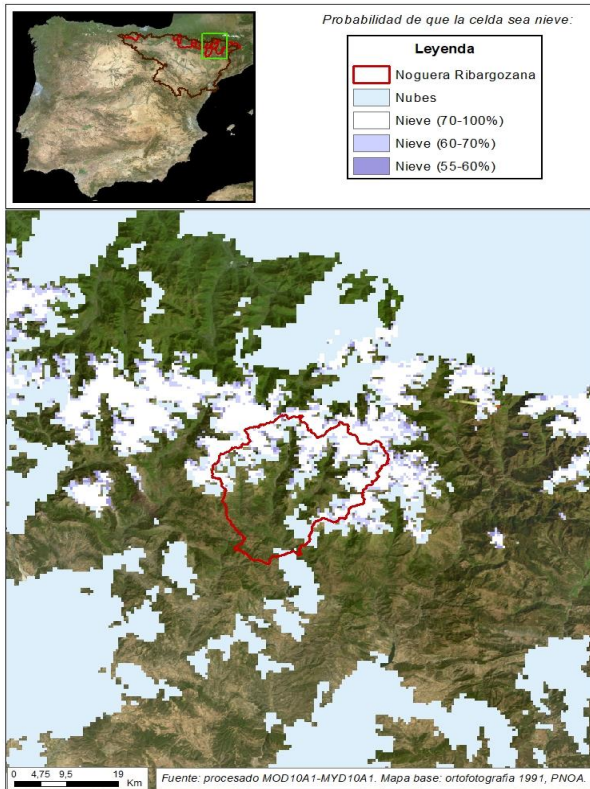 Probabilidad de que la celda sea nieve:
Leyenda
Noguera Ribargozana
Nubes
Nieve (70-100%)
Nieve (60-70%)
Nieve (55-60%)
0 4,75 9,5 19
Km
Fuente: procesado MOD10A1-MYD10A1. Mapa base: ortofotografia 1991, PNOA.